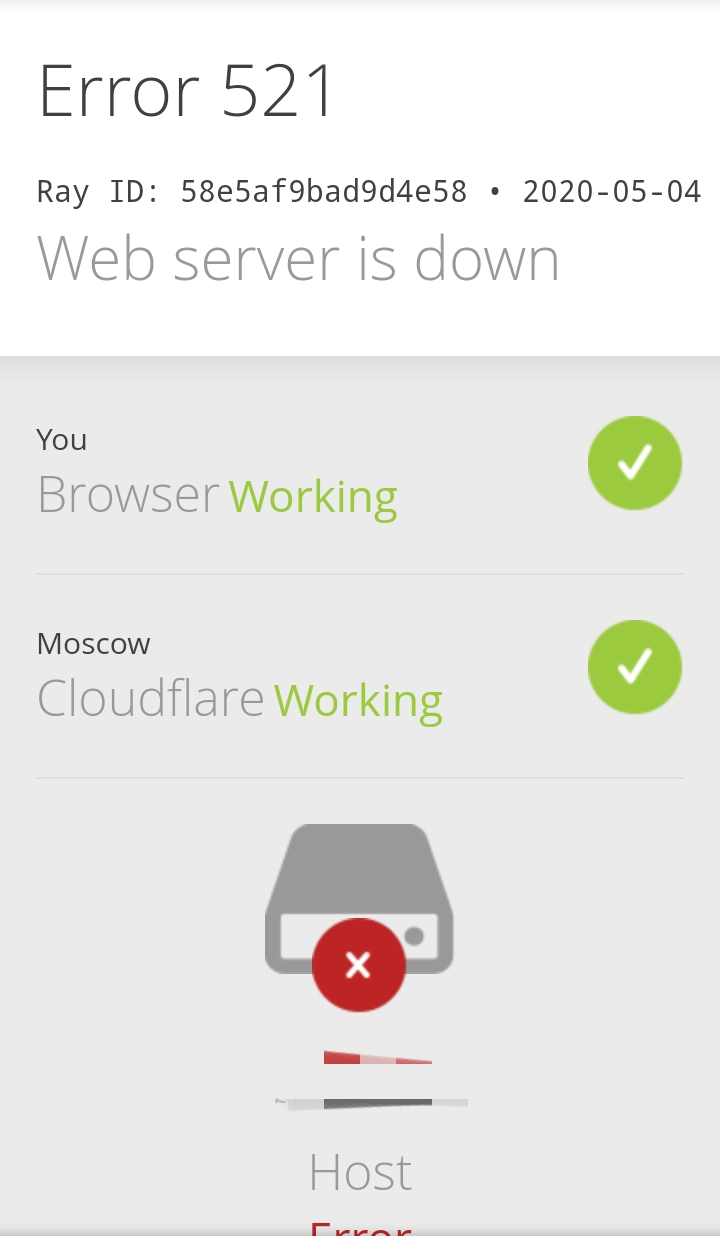 Error 521
Ray ID: 58e5af9bad9d4e58 • 2020-05-04
Web server is down
You
Browser Working
Moscow
Cloudflare Working
Host
Error